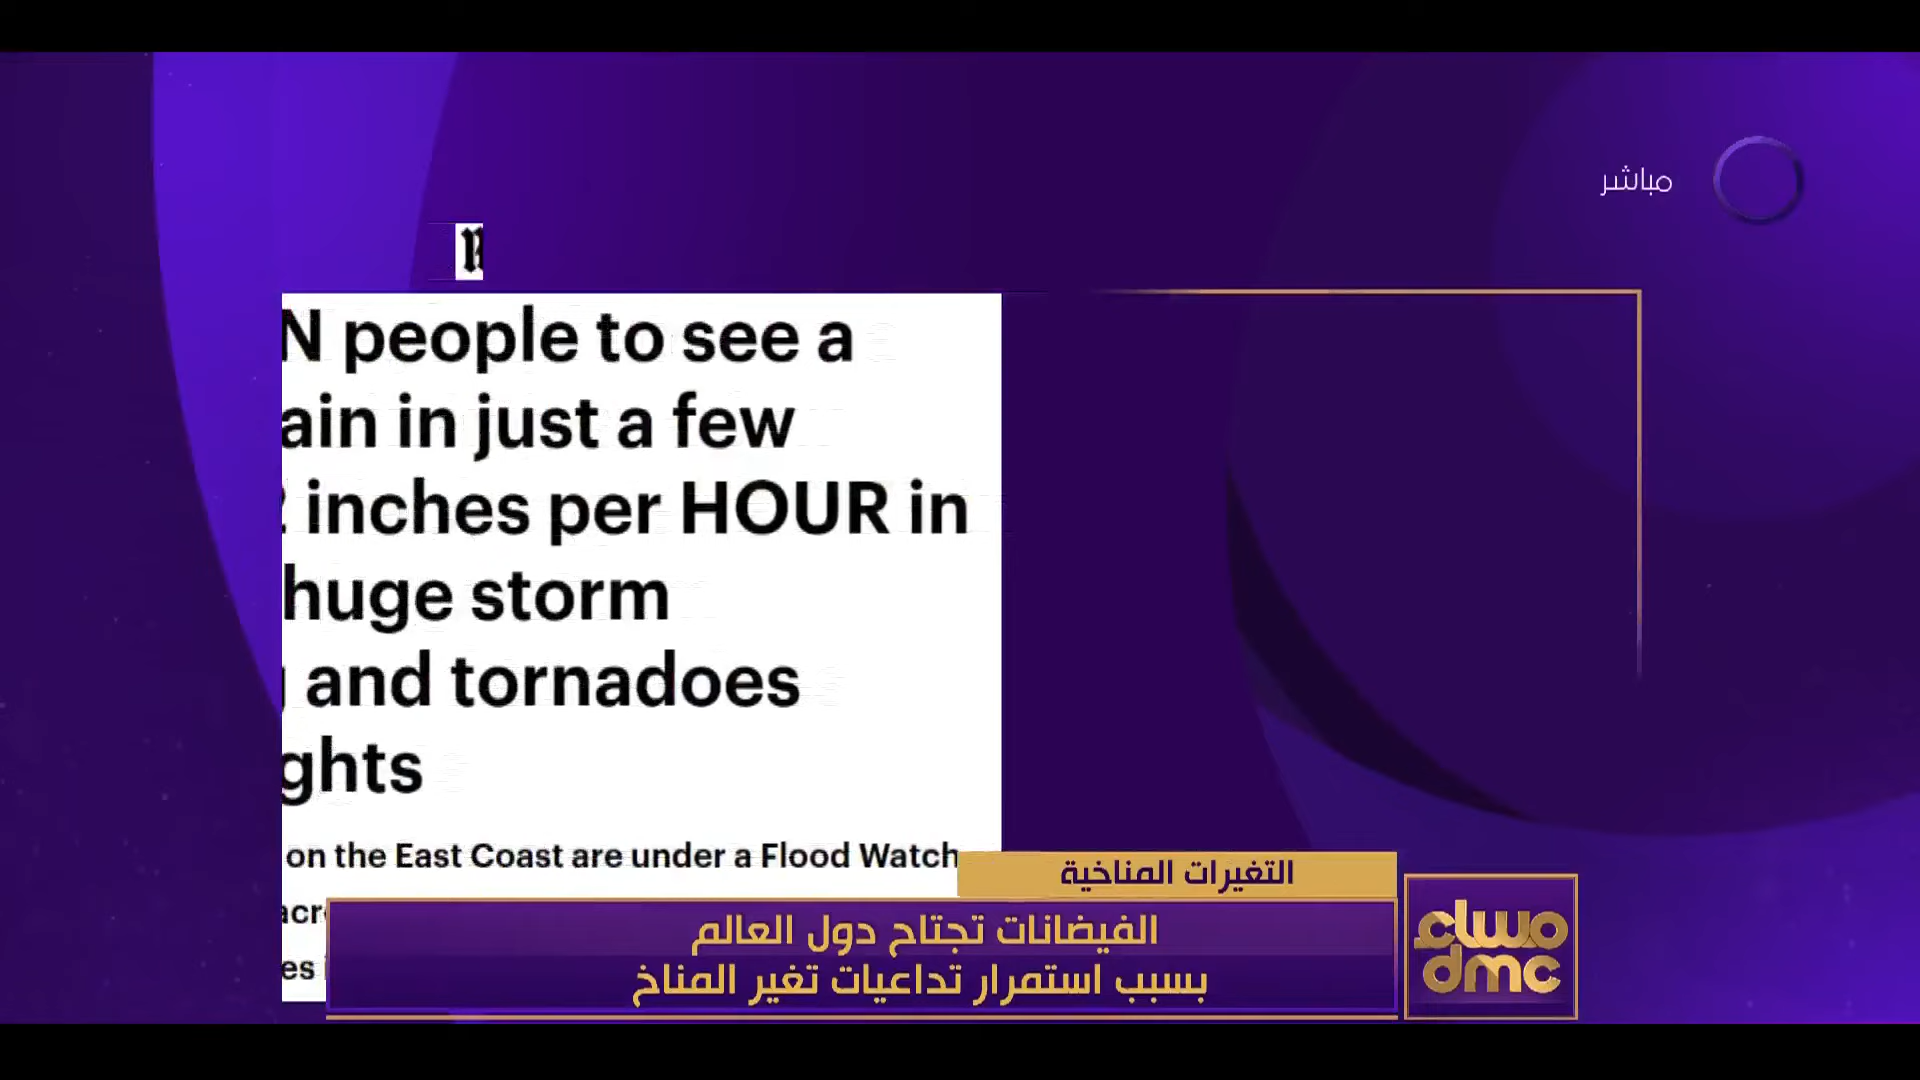 مباشر
N people to see a
ain in just a few
inches per HOUR in
huge storm
and tornadoes
ghts
on the East Coast are under a Flood Watch
التغيرات المناخية
الفيضانات تجتاح دول العالم
بسبب استمرار تداعيات تغير المناخ
مساء
dmc